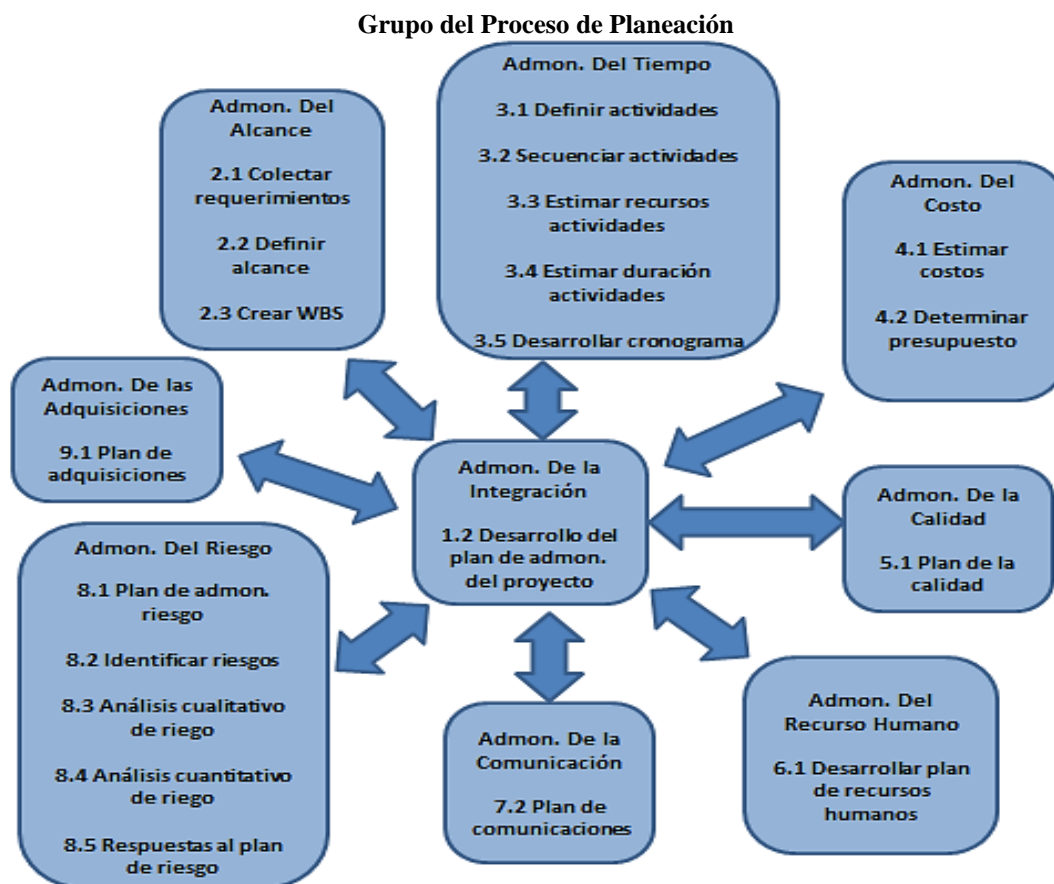 Grupo del Proceso de Planeación
Admon. Del Tiempo
3.1 Definir actividades
3.2 Secuenciar actividades
3.3 Estimar recursos
actividades
3.4 Estimar duración
actividades
3.5 Desarrollar cronograma
Admon. Del
Alcance
2.1 Colectar
requerimientos
2.2 Definir
alcance
2.3 Crear WBS
Admon. Del
Costo
4.1 Estimar
costos
4.2 Determinar
presupuesto
Admon. De las
Adquisiciones
9.1 Plan de
adquisiciones
Admon. De la
Integración
1.2 Desarrollo del
plan de admon.
del proyecto
Admon. De la
Calidad
5.1 Plan de la
calidad
Admon. Del Riesgo
8.1 Plan de admon.
riesgo
8.2 Identificar riesgos
8.3 Análisis cualitativo
de riego
8.4 Análisis cuantitativo
de riego
8.5 Respuestas al plan
de riesgo
Admon. De la
Comunicación
7.2 Plan de
comunicaciones
Admon. Del
Recurso Humano
6.1 Desarrollar plan
de recursos
humanos